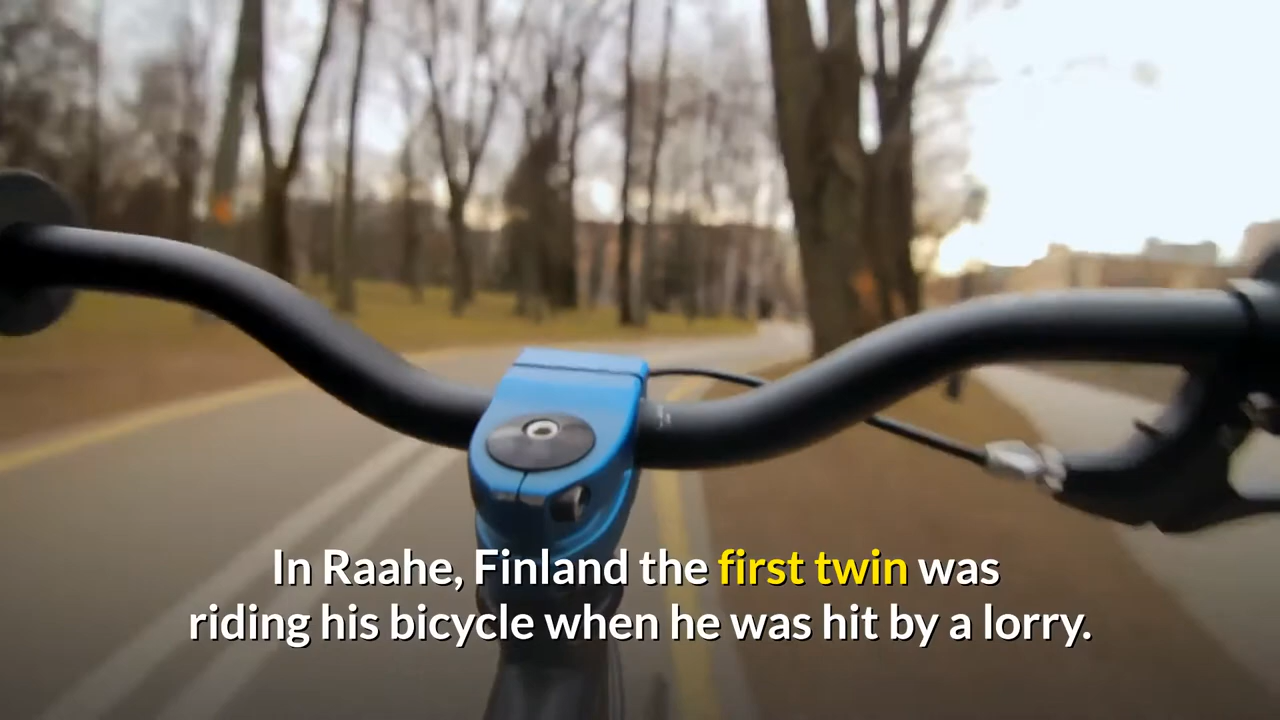 In Raahe, Finland the first twin was
riding his bicycle when he was hit by a lorry.